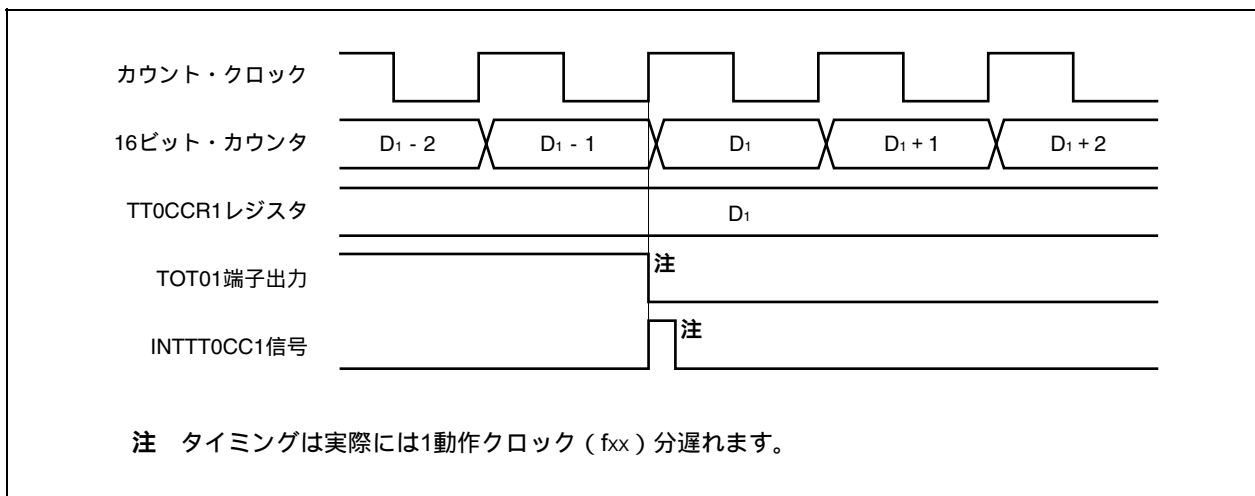 カウント・クロック
16ビット・カウンタ D1 - 2 D1 - 1 D1 D1 + 1 D1 + 2
TT0CCR1レジスタ D1
TOT01端子出力 注
INTTT0CC1信号 注
注 タイミングは実際には1動作クロック（fxx）分遅れます。